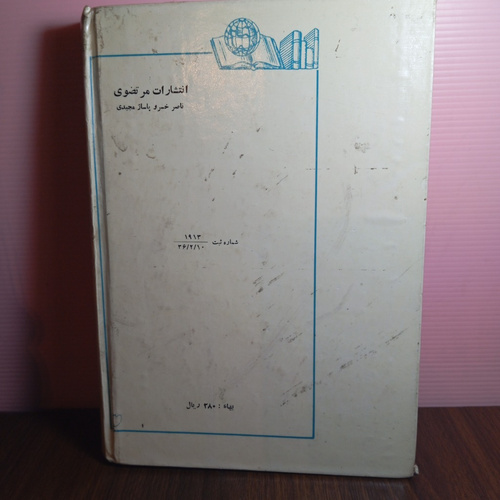 انتشارات مرتضوی
ناصر خسرو پاساژ مجیدی
شماره ثبت ۱۹۱۳
۳۶/۲/۱۰
بهاء : ۳۸۰ ریال